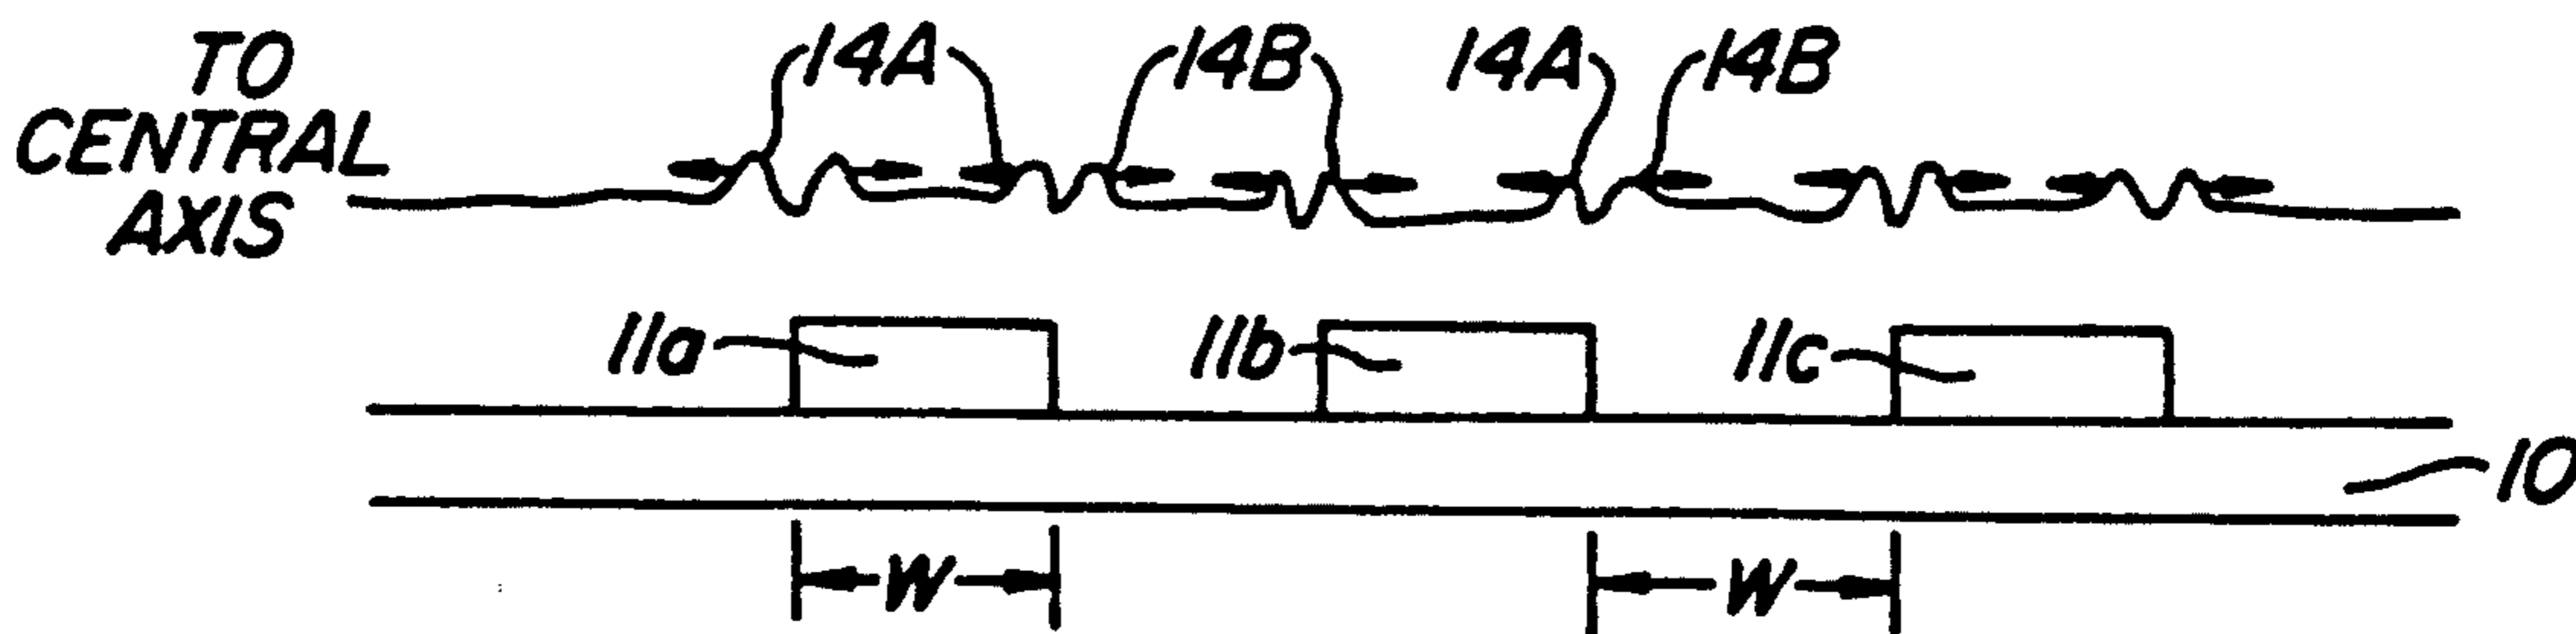 TO
CENTRAL
AXIS
14A 14B 14A 14B
11a 11b 11c
10
W W